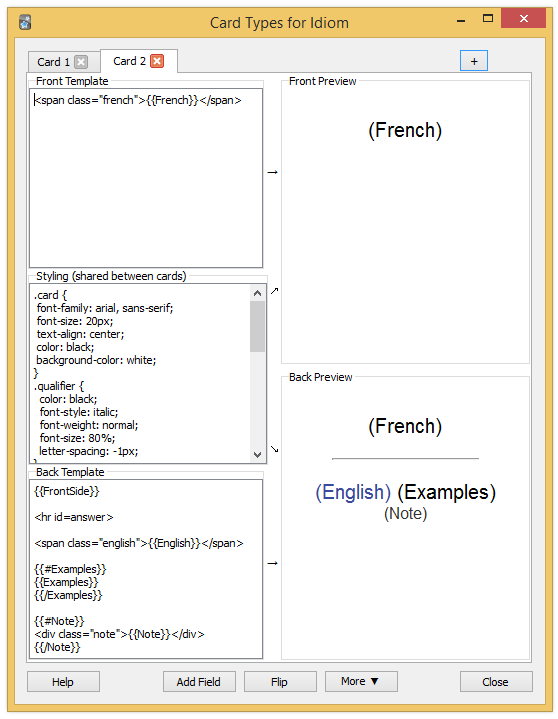 Card Types for Idiom
Card 1
Card 2
+
Front Template
<span class="french">{{French}}</span>
→
Styling (shared between cards)
.card {
font-family: arial, sans-serif;
font-size: 20px;
text-align: center;
color: black;
background-color: white;
}
.qualifier {
color: black;
font-style: italic;
font-weight: normal;
font-size: 80%;
letter-spacing: -1px;
Back Template
{{FrontSide}}
<hr id=answer>
<span class="english">{{English}}</span>
{{#Examples}}
{{Examples}}
{{/Examples}}
{{#Note}}
<div class="note">{{Note}}</div>
{{/Note}}
→
Front Preview
(French)
Back Preview
(French)
(English) (Examples)
(Note)
Help
Add Field
Flip
More ▼
Close